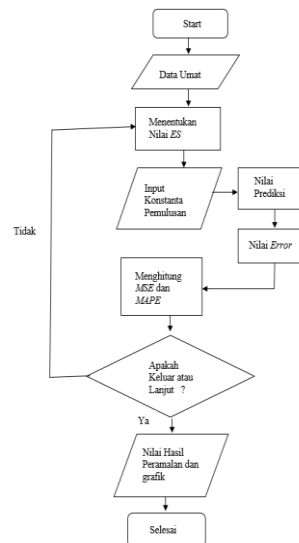 Start
Data Umat
Menentukan
Nilai ES
Input
Konstanta
Pemulusan
Nilai
Prediksi
Tidak
Nilai Error
Menghitung
MSE dan
MAPE
Apakah
Keluar atau
Lanjut ?
Ya
Nilai Hasil
Peramalan dan
grafik
Selesai